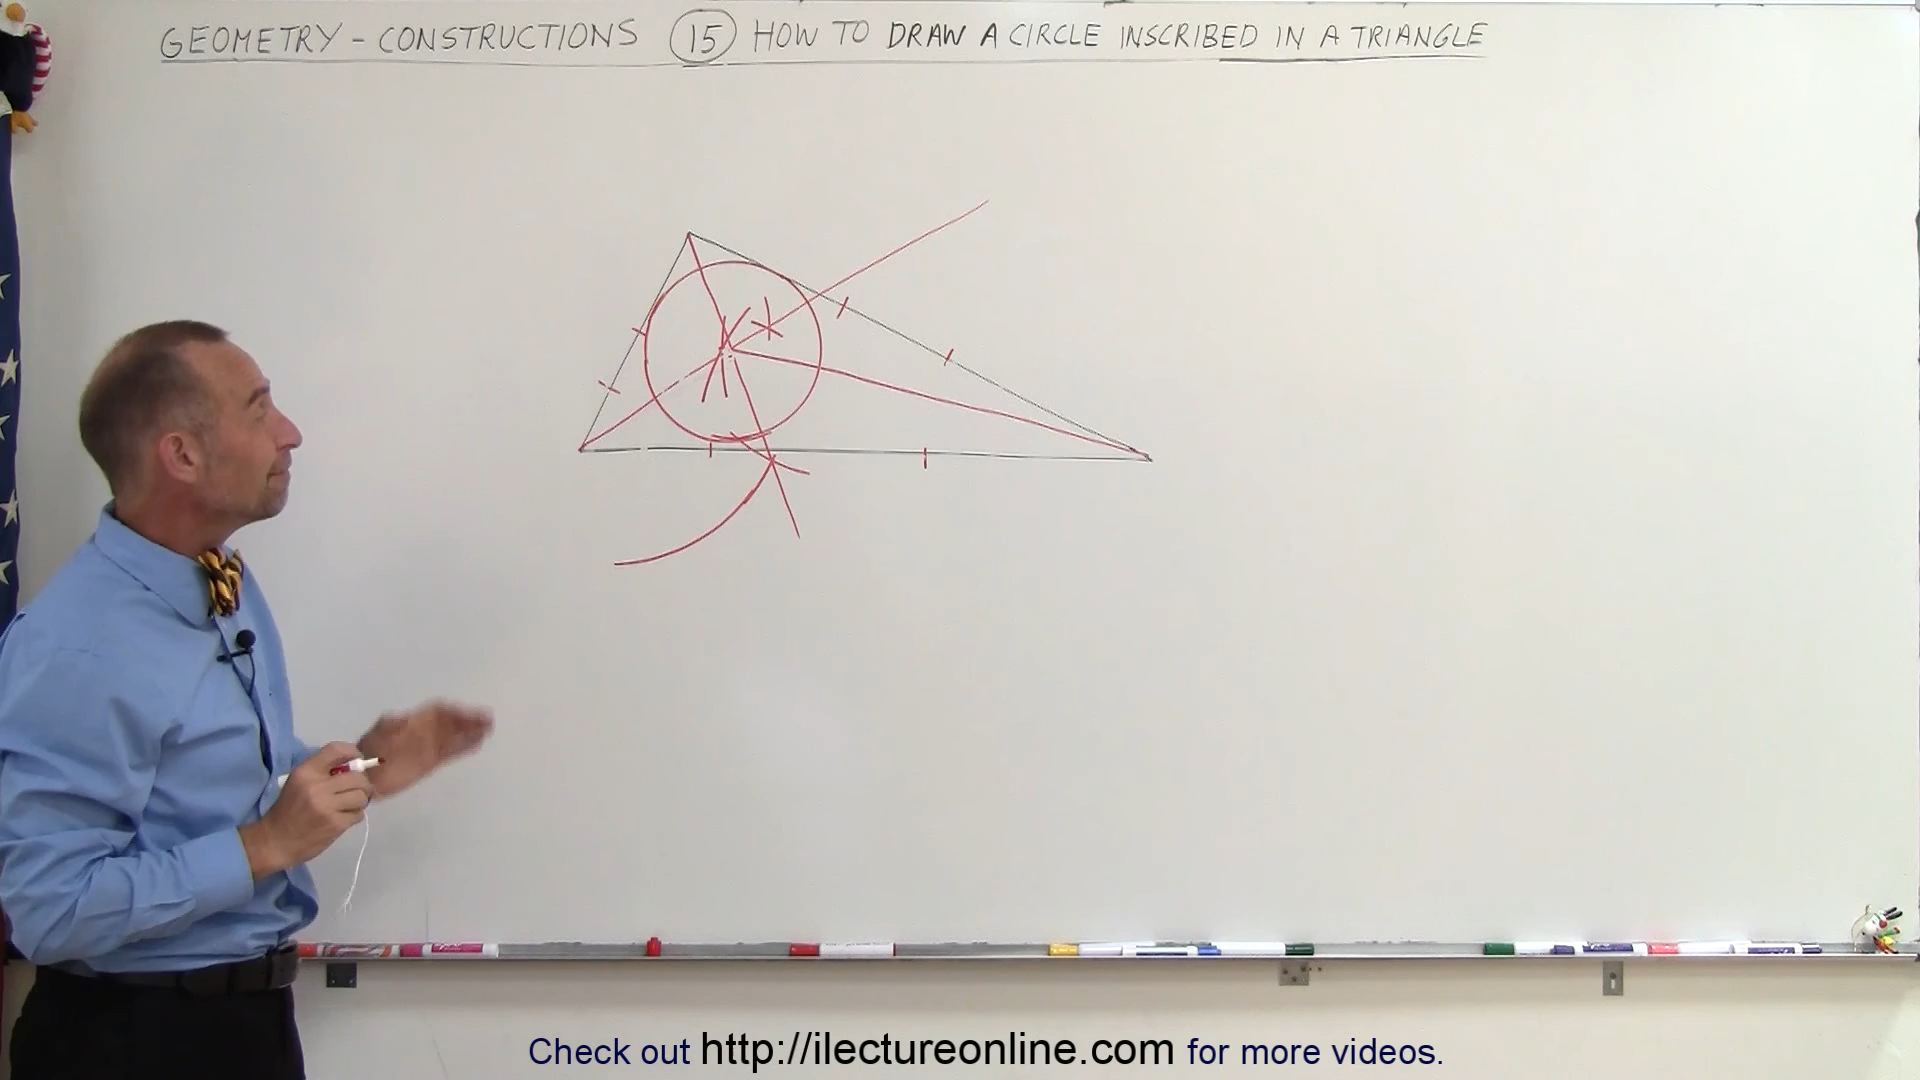 GEOMETRY - CONSTRUCTIONS 15 HOW TO DRAW A CIRCLE INSCRIBED IN A TRIANGLE
Check out http://ilectureonline.com for more videos.